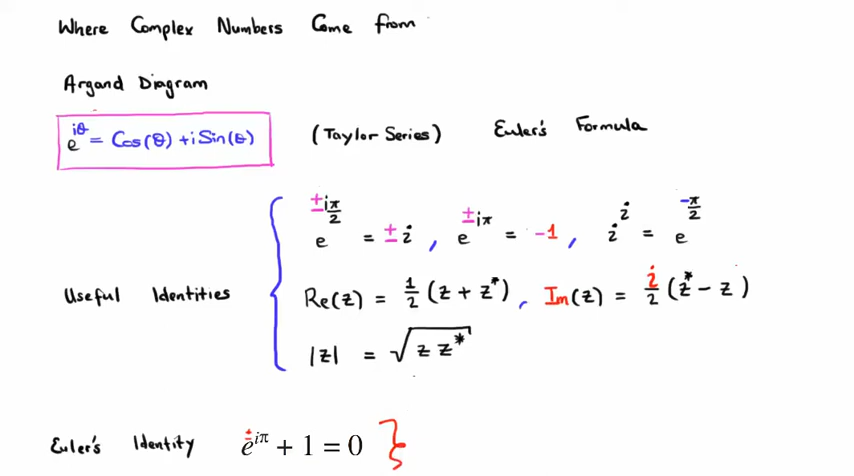 Where Complex Numbers Come from
Argand Diagram
e^{iθ} = Cos(θ) + i Sin(θ) (Taylor Series) Euler's Formula
e^{±iπ/2} = ± i , e^{±iπ} = -1 , i^i = e^{-π/2}
Useful Identities Re(z) = 1/2 (z + z*) , Im(z) = i/2 (z* - z)
|z| = √(z z*)
Euler's Identity e^{iπ} + 1 = 0